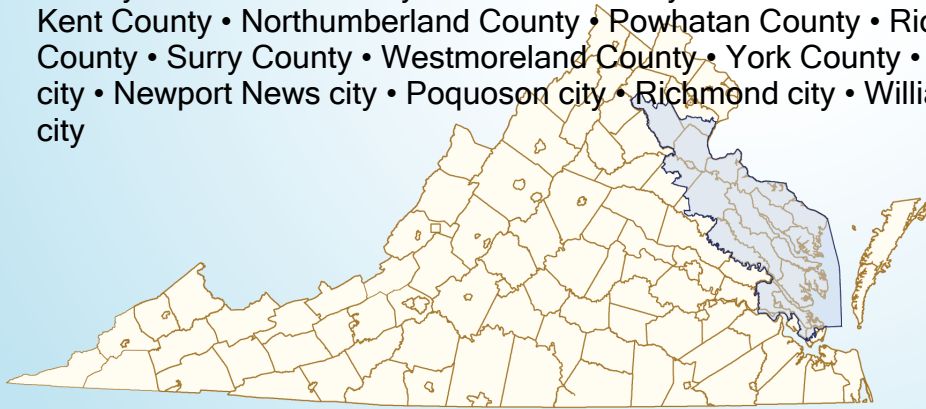 Kent County • Northumberland County • Powhatan County •
County • Surry County • Westmoreland County • York County •
city • Newport News city • Poquoson city • Richmond city •
city